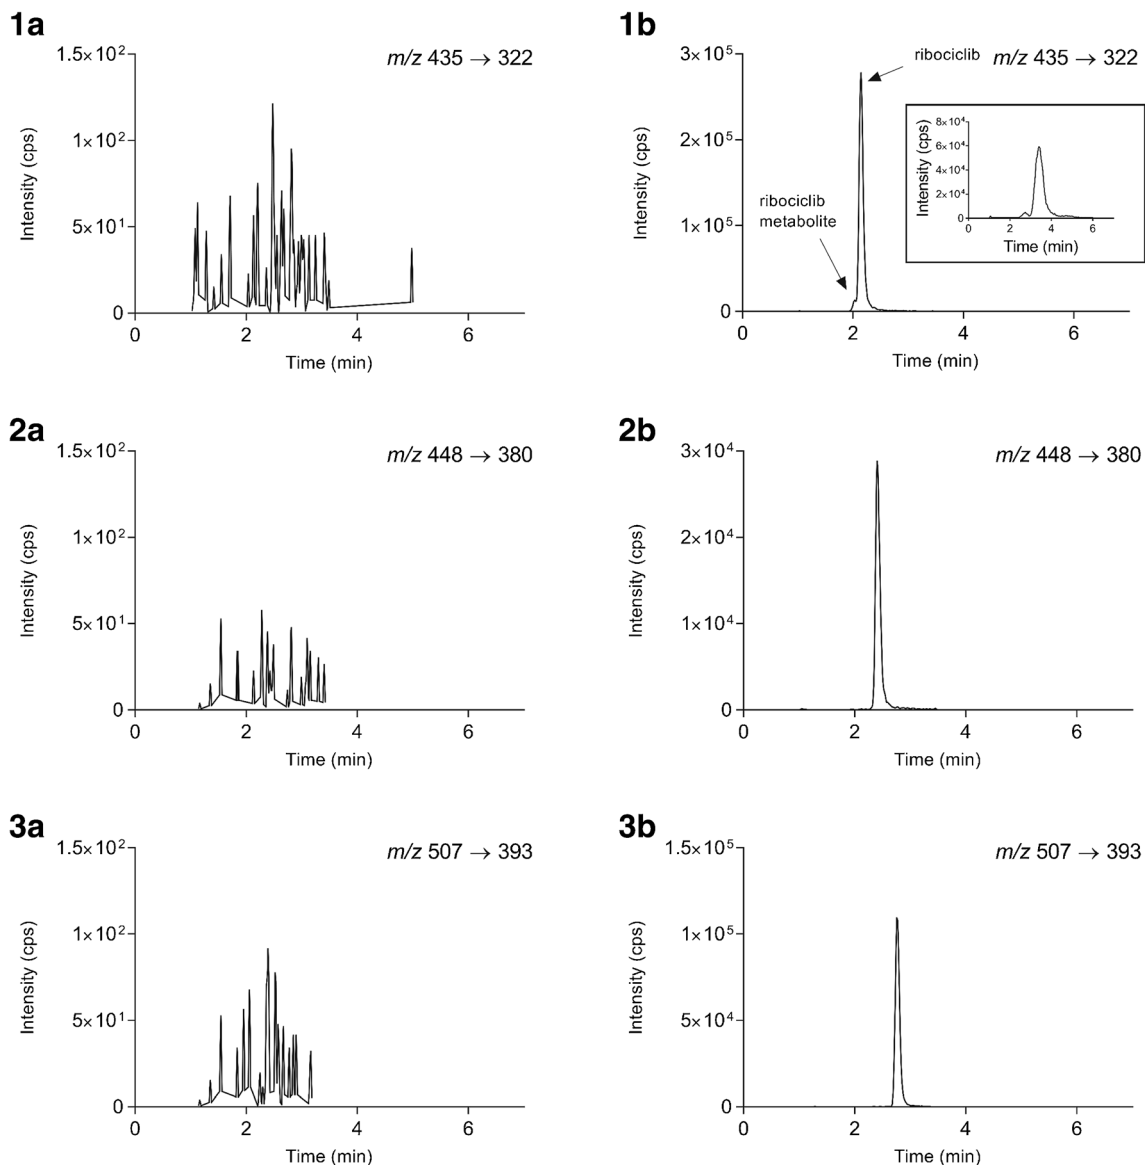 1a
m/z 435 → 322
1.5×10²
1×10²
5×10¹
0
Intensity (cps)
0 2 4 6
Time (min)
1b
ribociclib
m/z 435 → 322
3×10⁵
2×10⁵
1×10⁵
0
Intensity (cps)
ribociclib
metabolite
8×10⁴
6×10⁴
4×10⁴
2×10⁴
0
Intensity (cps)
0 2 4 6
Time (min)
0 2 4 6
Time (min)
2a
m/z 448 → 380
1.5×10²
1×10²
5×10¹
0
Intensity (cps)
0 2 4 6
Time (min)
2b
m/z 448 → 380
3×10⁴
2×10⁴
1×10⁴
0
Intensity (cps)
0 2 4 6
Time (min)
3a
m/z 507 → 393
1.5×10²
1×10²
5×10¹
0
Intensity (cps)
0 2 4 6
Time (min)
3b
m/z 507 → 393
1.5×10⁵
1×10⁵
5×10⁴
0
Intensity (cps)
0 2 4 6
Time (min)